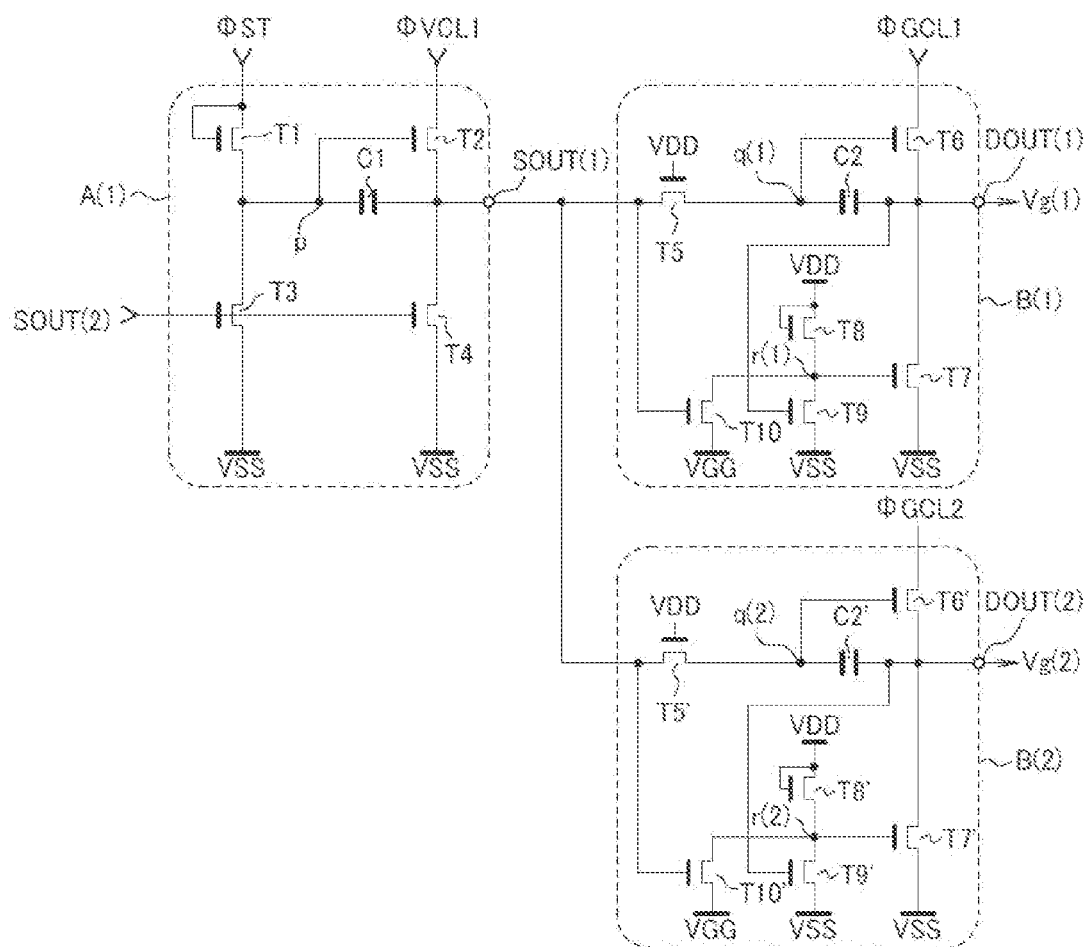 ΦST
ΦVCL1
ΦGCL1
T1
T2
T6
DOUT(1)
SOUT(1)
VDD
q(1)
C2
C1
A(1)
Vg(1)
p
T5
VDD
B(1)
T3
T8
SOUT(2)
T4
r(1)
T7
T10
T9
VSS
VSS
VGG
VSS
VSS
ΦGCL2
T6'
DOUT(2)
VDD
q(2)
C2'
Vg(2)
T5'
VDD
B(2)
T8'
r(2)
T7'
T10'
T9'
VGG
VSS
VSS